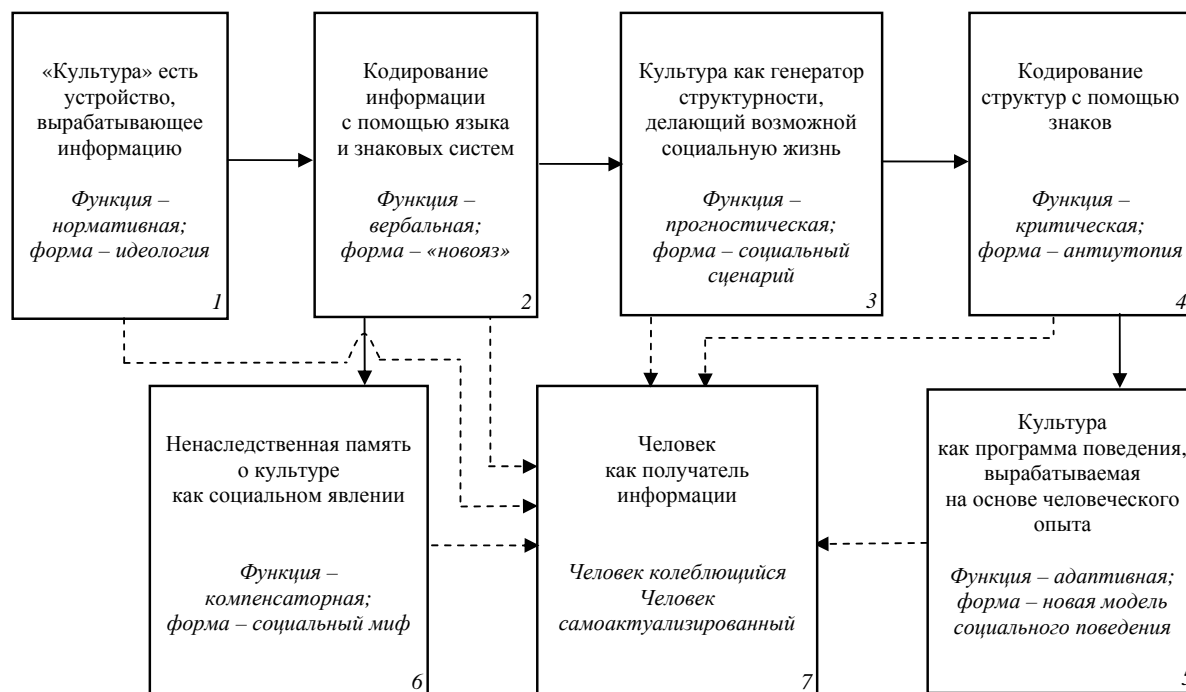 «Культура» есть
устройство,
вырабатывающее
информацию
Функция –
нормативная;
форма – идеология
1
Кодирование
информации
с помощью языка
и знаковых систем
Функция –
вербальная;
форма – «новояз»
2
Культура как генератор
структурности,
делающий возможной
социальную жизнь
Функция –
прогностическая;
форма – социальный
сценарий
3
Кодирование
структур с помощью
знаков
Функция –
критическая;
форма – антиутопия
4
Ненаследственная память
о культуре
как социальном явлении
Функция –
компенсаторная;
форма – социальный миф
6
Человек
как получатель
информации
Человек колеблющийся
Человек
самоактуализированный
7
Культура
как программа поведения,
вырабатываемая
на основе человеческого
опыта
Функция – адаптивная;
форма – новая модель
социального поведения
5